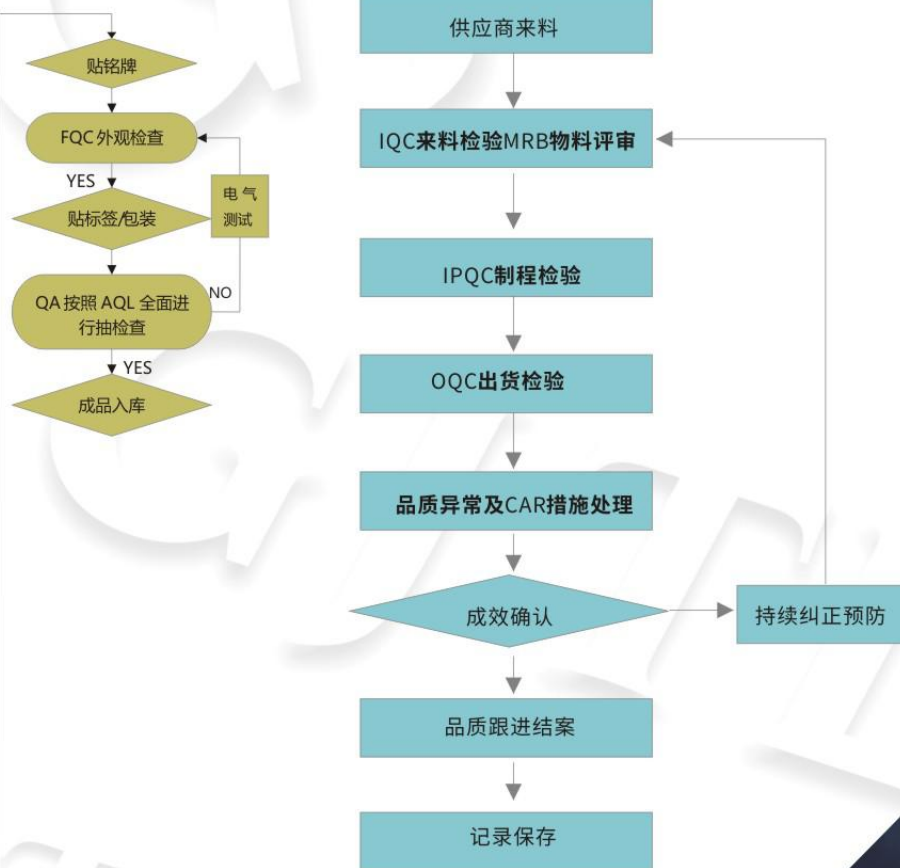 贴铭牌
FQC 外观检查
YES
电 气
测试
贴标签/包装
QA 按照 AQL 全面进
行抽检查
NO
YES
成品入库
供应商来料
IQC来料检验MRB物料评审
IPQC制程检验
OQC出货检验
品质异常及CAR措施处理
成效确认
持续纠正预防
品质跟进结案
记录保存